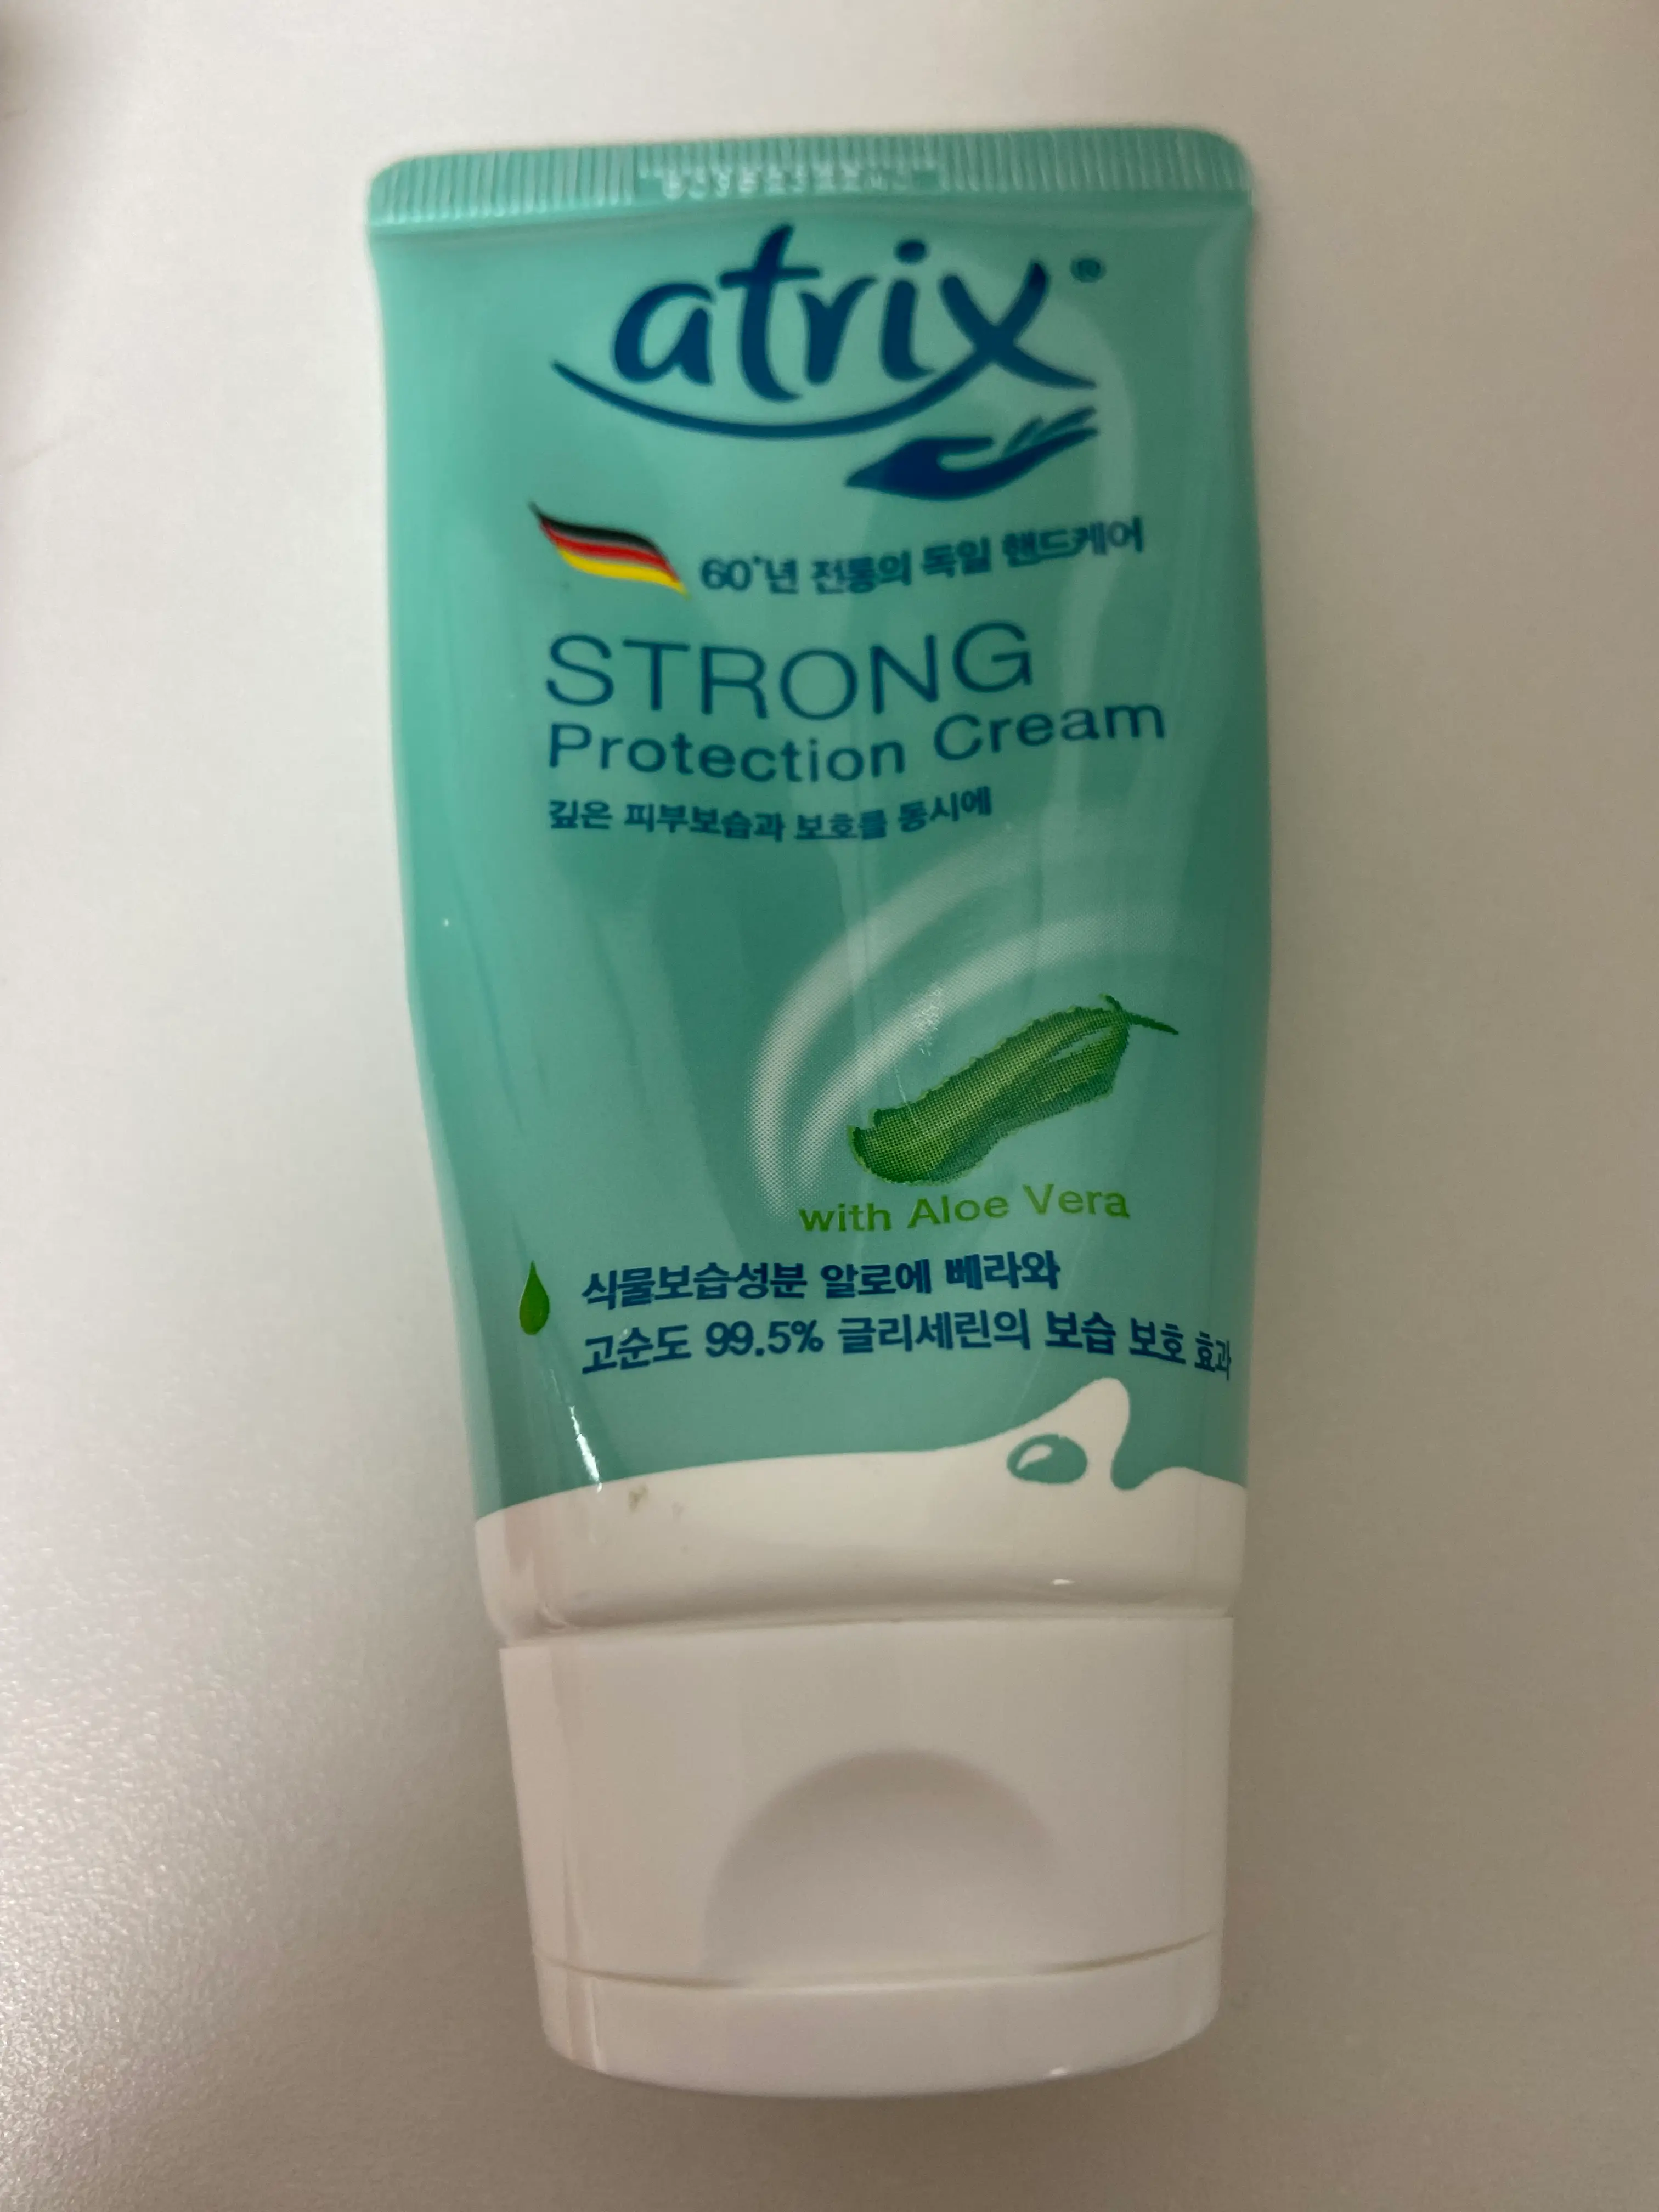 atrix®
60+년 전통의 독일 핸드케어
STRONG
Protection Cream
깊은 피부보습과 보호를 동시에
with Aloe Vera
식물보습성분 알로에 베라와
고순도 99.5% 글리세린의 보습 보호 효과